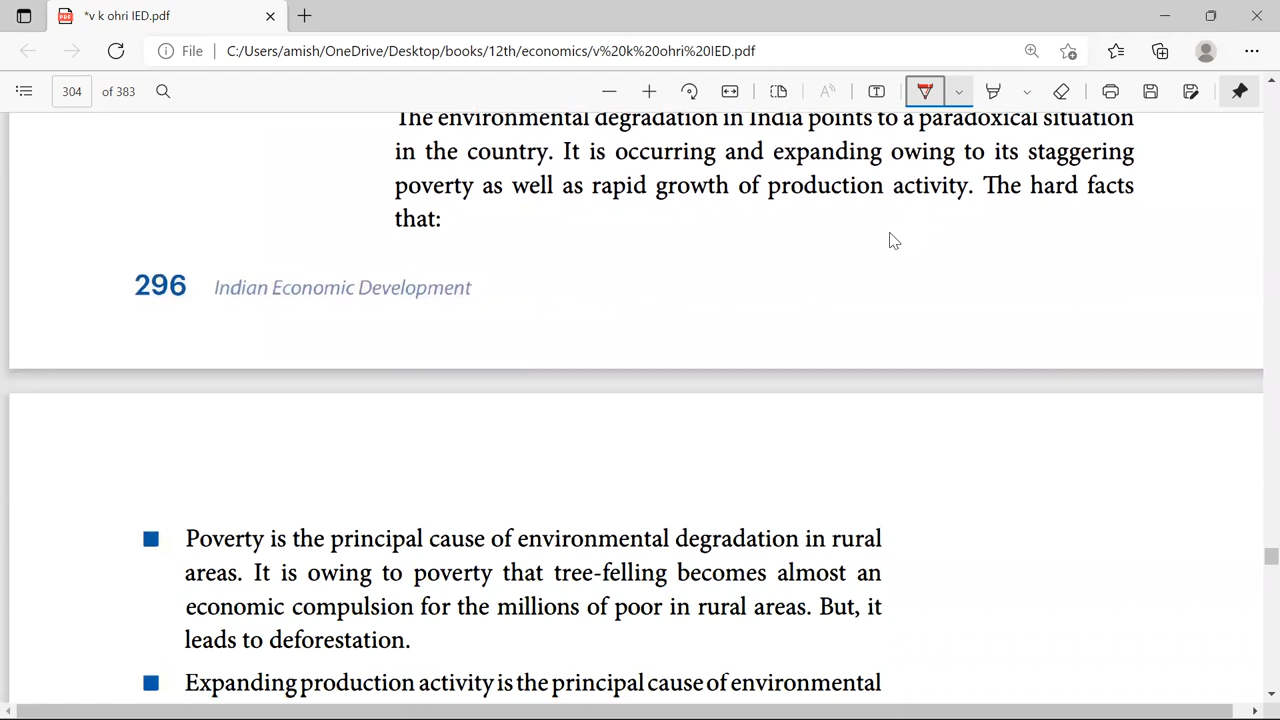 *v k ohri IED.pdf
File C:/Users/amish/OneDrive/Desktop/books/12th/economics/v%20k%20ohri%20IED.pdf
304 of 383
The environmental degradation in India points to a paradoxical situation
in the country. It is occurring and expanding owing to its staggering
poverty as well as rapid growth of production activity. The hard facts
that:
296 Indian Economic Development
Poverty is the principal cause of environmental degradation in rural
areas. It is owing to poverty that tree-felling becomes almost an
economic compulsion for the millions of poor in rural areas. But, it
leads to deforestation.
Expanding production activity is the principal cause of environmental